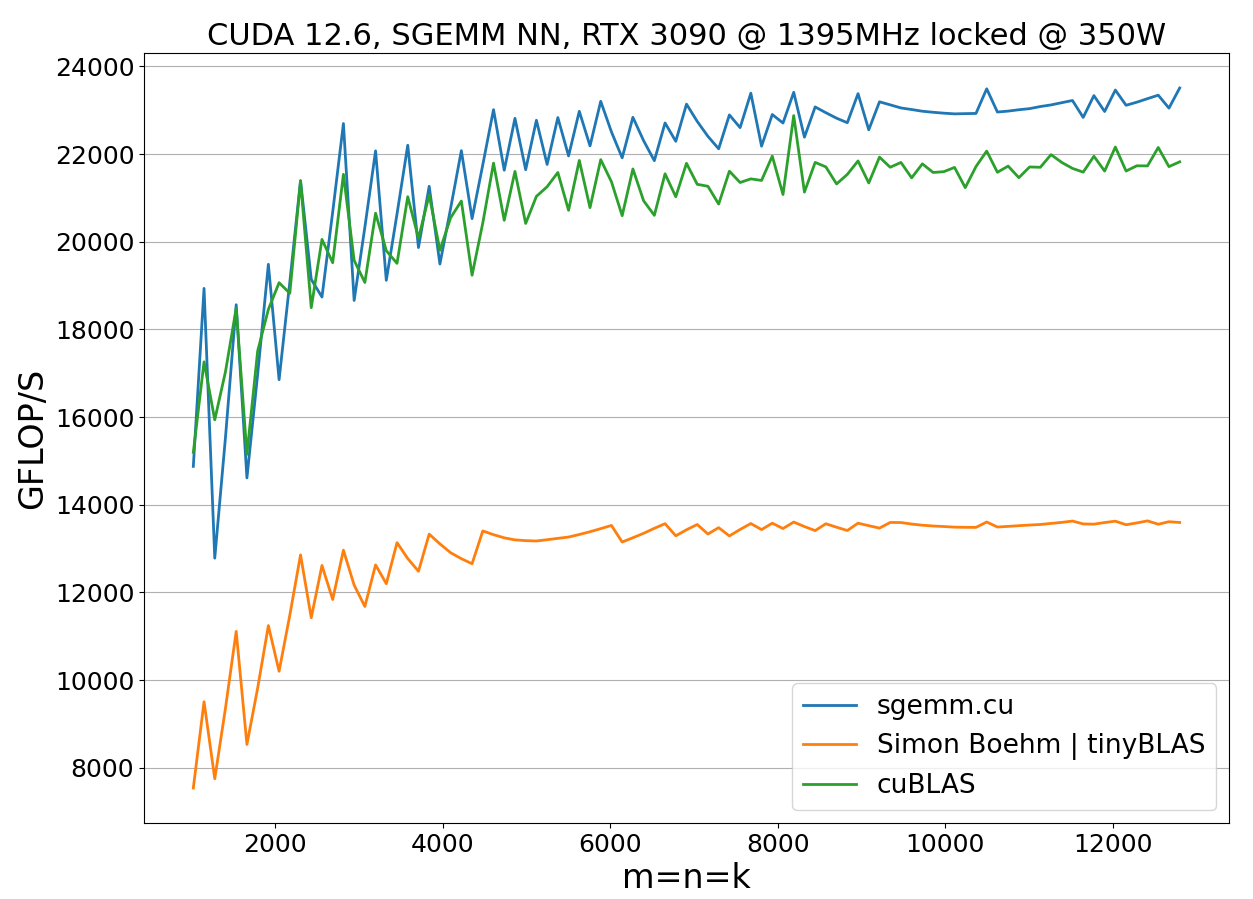 CUDA 12.6, SGEMM NN, RTX 3090 @ 1395MHz locked @ 350W
24000
22000
20000
18000
16000
14000
12000
10000
8000
GFLOP/S
sgemm.cu
Simon Boehm | tinyBLAS
cuBLAS
2000 4000 6000 8000 10000 12000
m=n=k